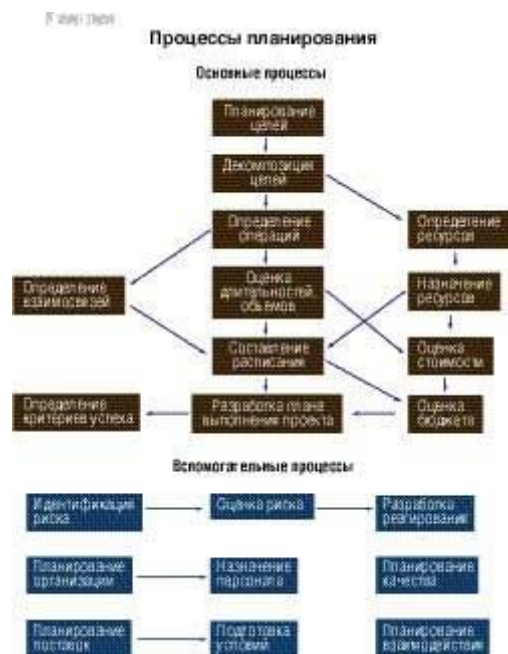 Процессы планирования
Основные процессы
Планирование
целей
Декомпозиция
целей
Определение
операций
Определение
ресурсов
Определение
взаимосвязей
Оценка
длительностей,
объемов
Назначение
ресурсов
Составление
расписания
Оценка
стоимости
Определение
критериев успеха
Разработка плана
выполнения проекта
Оценка
бюджета
Вспомогательные процессы
Идентификация
риска
Оценка риска
Разработка
реагирования
Планирование
организации
Назначение
персонала
Планирование
качества
Планирование
поставок
Подготовка
условий
Планирование
взаимодействия